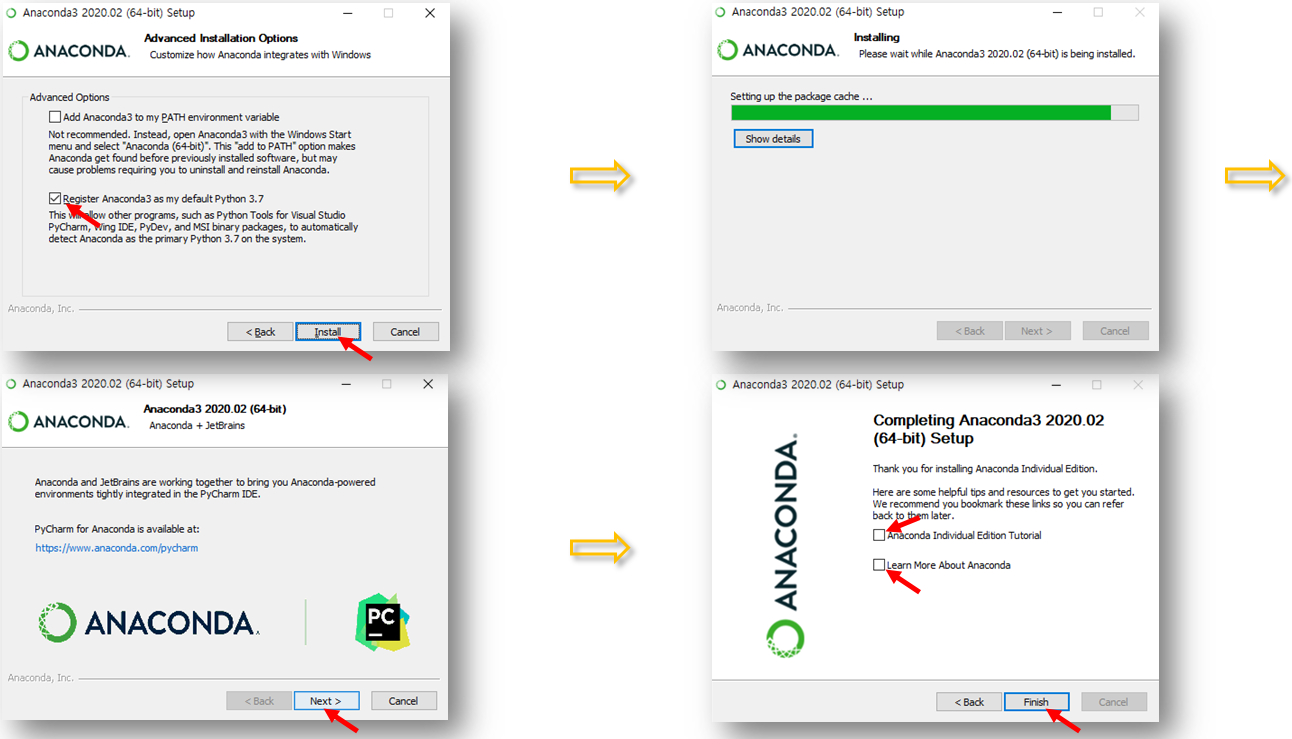 Anaconda3 2020.02 (64-bit) Setup
ANACONDA.
Advanced Installation Options
Customize how Anaconda integrates with Windows
Advanced Options
Add Anaconda3 to my PATH environment variable
Not recommended. Instead, open Anaconda3 with the Windows Start
menu and select "Anaconda (64-bit)". This "add to PATH" option makes
Anaconda get found before previously installed software, but may
cause problems requiring you to uninstall and reinstall Anaconda.
Register Anaconda3 as my default Python 3.7
This will allow other programs, such as Python Tools for Visual Studio
PyCharm, Wing IDE, PyDev, and MSI binary packages, to automatically
detect Anaconda as the primary Python 3.7 on the system.
Anaconda, Inc.
< Back Install Cancel
Anaconda3 2020.02 (64-bit) Setup
ANACONDA.
Installing
Please wait while Anaconda3 2020.02 (64-bit) is being installed.
Setting up the package cache ...
Show details
Anaconda, Inc.
< Back Next > Cancel
Anaconda3 2020.02 (64-bit) Setup
ANACONDA.
Anaconda3 2020.02 (64-bit)
Anaconda + JetBrains
Anaconda and JetBrains are working together to bring you Anaconda-powered
environments tightly integrated in the PyCharm IDE.
PyCharm for Anaconda is available at:
https://www.anaconda.com/pycharm
ANACONDA.
PC
Anaconda, Inc.
< Back Next > Cancel
Anaconda3 2020.02 (64-bit) Setup
ANACONDA.
Completing Anaconda3 2020.02
(64-bit) Setup
Thank you for installing Anaconda Individual Edition.
Here are some helpful tips and resources to get you started.
We recommend you bookmark these links so you can refer
back to them later.
Anaconda Individual Edition Tutorial
Learn More About Anaconda
< Back Finish Cancel